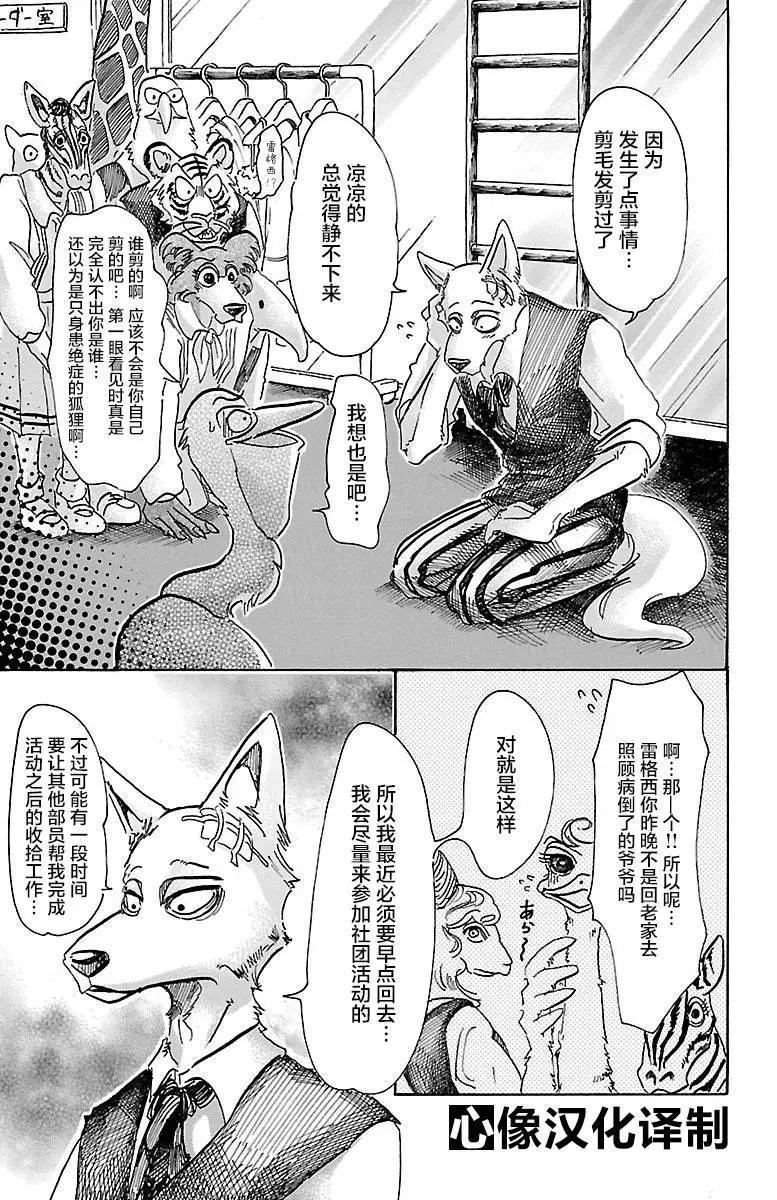 ーダー室
因为
发生了点事情…
剪毛发剪过了
凉凉的
总觉得静不下来
雷格西!?
谁剪的啊 应该不会是你自己
剪的吧… 第一眼看见时真是
完全认不出你是谁…
还以为是只身患绝症的狐狸啊…
我想也是吧…
啊…那—个!! 所以呢…
雷格西你昨晚不是回老家去
照顾病倒了的爷爷吗
对就是这样
あら〜
所以我最近必须要早点回去…
我会尽量来参加社团活动的
不过可能有一段时间
要让其他部员帮我完成
活动之后的收拾工作…
心像汉化译制